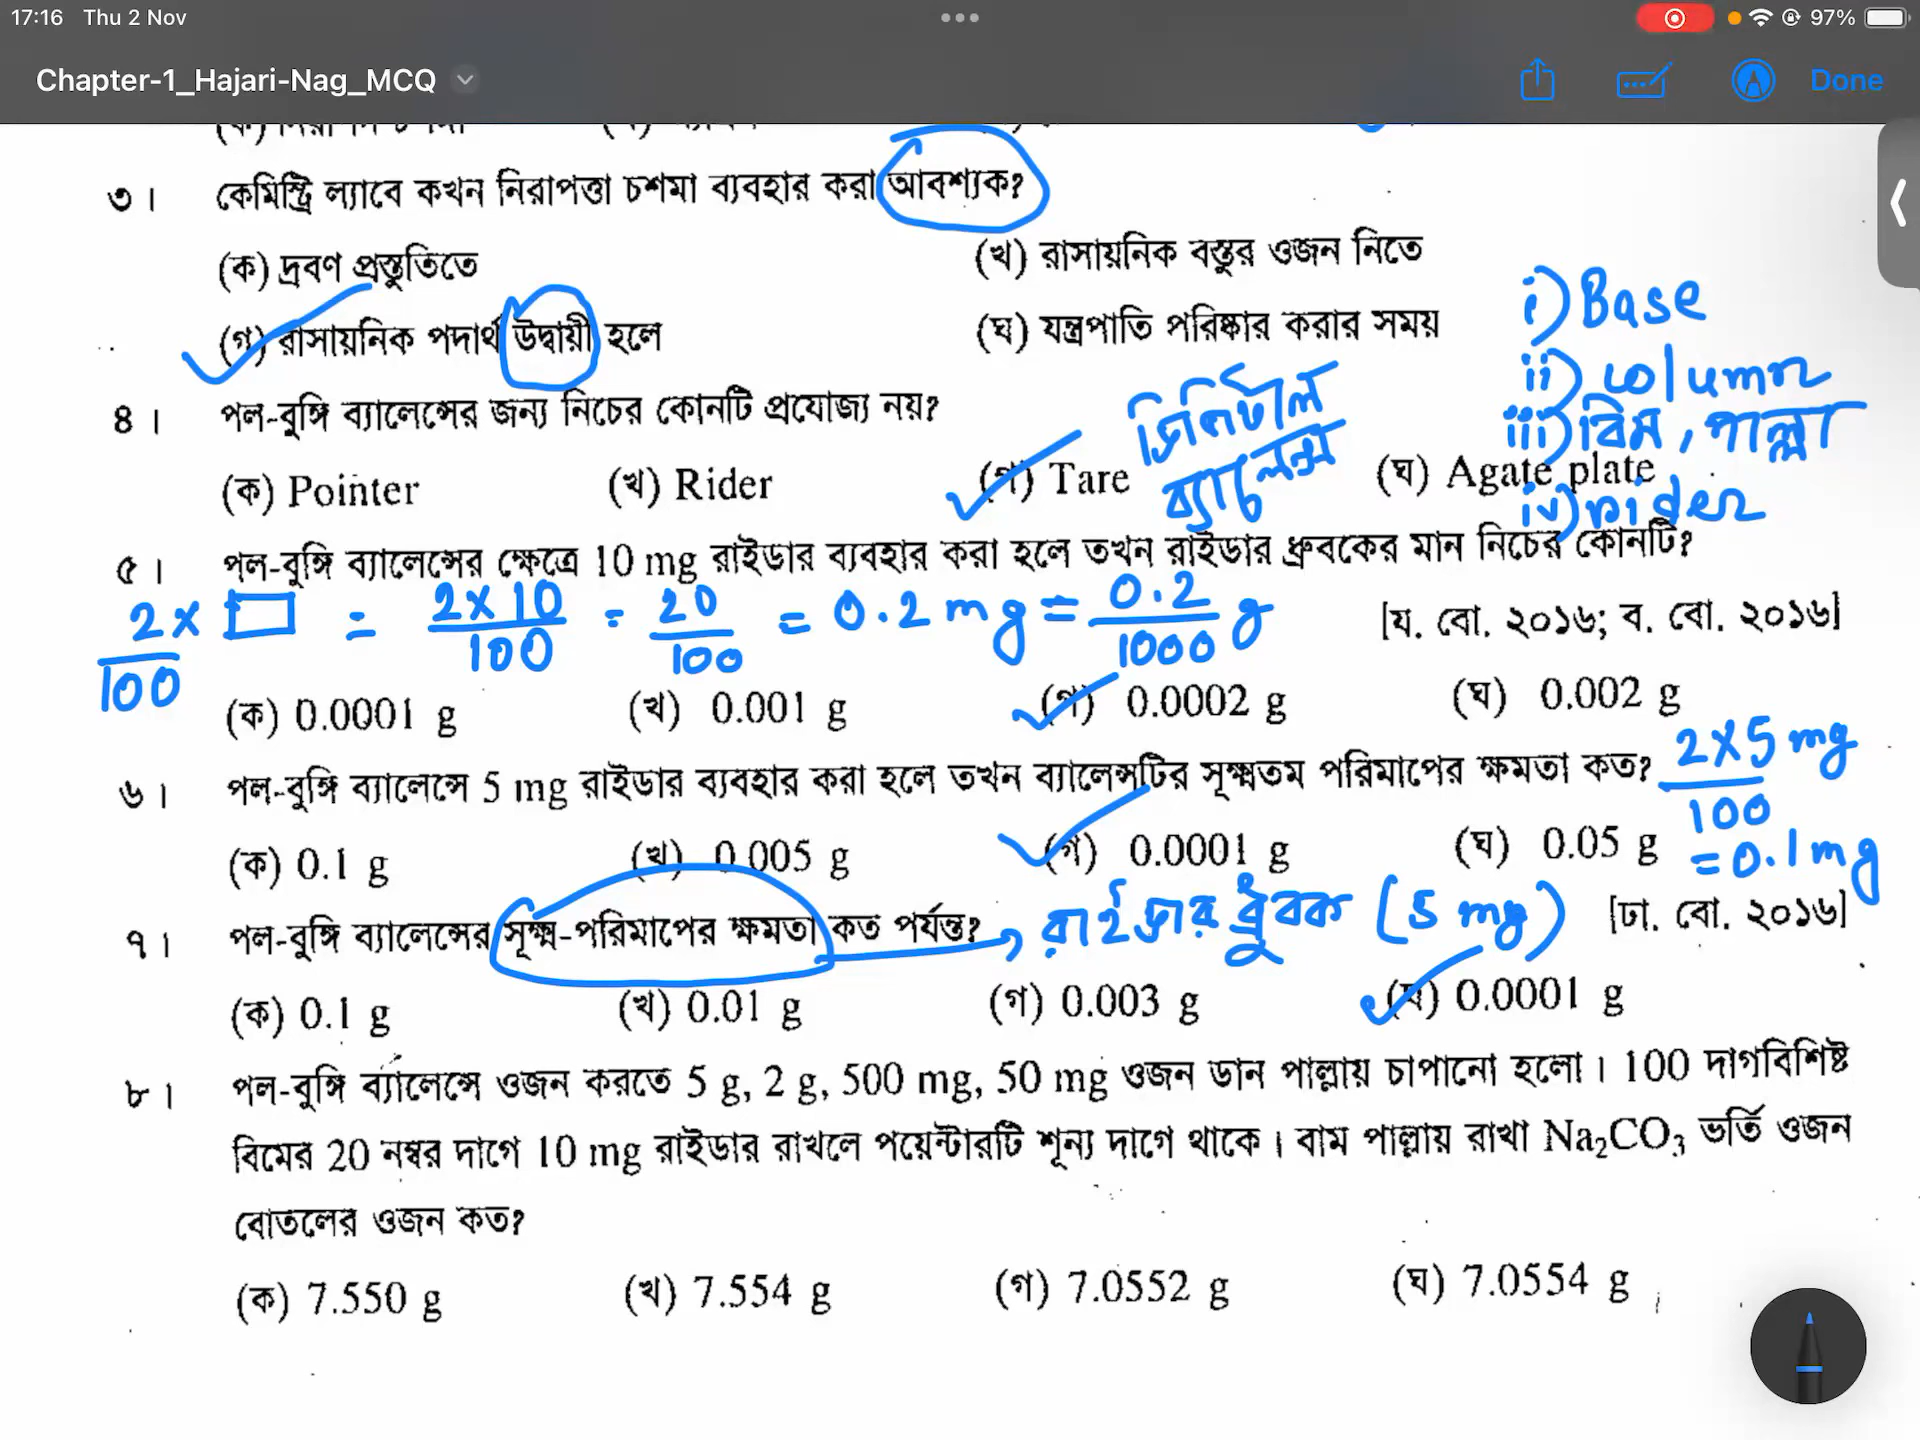 17:16 Thu 2 Nov
97%
Chapter-1_Hajari-Nag_MCQ
Done
৩। কেমিস্ট্রি ল্যাবে কখন নিরাপত্তা চশমা ব্যবহার করা আবশ্যক?
(ক) দ্রবণ প্রস্তুতিতে (খ) রাসায়নিক বস্তুর ওজন নিতে
(গ) রাসায়নিক পদার্থ উদ্বায়ী হলে (ঘ) যন্ত্রপাতি পরিষ্কার করার সময়
i) Base
ii) column
iii) বিম, পাল্লা
iv) rider
৪। পল-বুঙ্গি ব্যালেন্সের জন্য নিচের কোনটি প্রযোজ্য নয়?
ডিজিটাল
ব্যালেন্স
(ক) Pointer (খ) Rider (গ) Tare (ঘ) Agate plate
৫। পল-বুঙ্গি ব্যালেন্সের ক্ষেত্রে 10 mg রাইডার ব্যবহার করা হলে তখন রাইডার ধ্রুবকের মান নিচের কোনটি?
2/100 × □ = 2×10/100 = 20/100 = 0.2 mg = 0.2/1000 g
[য. বো. ২০১৬; ব. বো. ২০১৬]
(ক) 0.0001 g (খ) 0.001 g (গ) 0.0002 g (ঘ) 0.002 g
৬। পল-বুঙ্গি ব্যালেন্সে 5 mg রাইডার ব্যবহার করা হলে তখন ব্যালেন্সটির সূক্ষ্মতম পরিমাপের ক্ষমতা কত?
2×5 mg/100
= 0.1 mg
(ক) 0.1 g (খ) 0.005 g (গ) 0.0001 g (ঘ) 0.05 g
৭। পল-বুঙ্গি ব্যালেন্সের সূক্ষ্ম-পরিমাপের ক্ষমতা কত পর্যন্ত? রাইডার ধ্রুবক (5 mg) [ঢা. বো. ২০১৬]
(ক) 0.1 g (খ) 0.01 g (গ) 0.003 g (ঘ) 0.0001 g
৮। পল-বুঙ্গি ব্যালেন্সে ওজন করতে 5 g, 2 g, 500 mg, 50 mg ওজন ডান পাল্লায় চাপানো হলো। 100 দাগবিশিষ্ট
বিমের 20 নম্বর দাগে 10 mg রাইডার রাখলে পয়েন্টারটি শূন্য দাগে থাকে। বাম পাল্লায় রাখা Na₂CO₃ ভর্তি ওজন
বোতলের ওজন কত?
(ক) 7.550 g (খ) 7.554 g (গ) 7.0552 g (ঘ) 7.0554 g